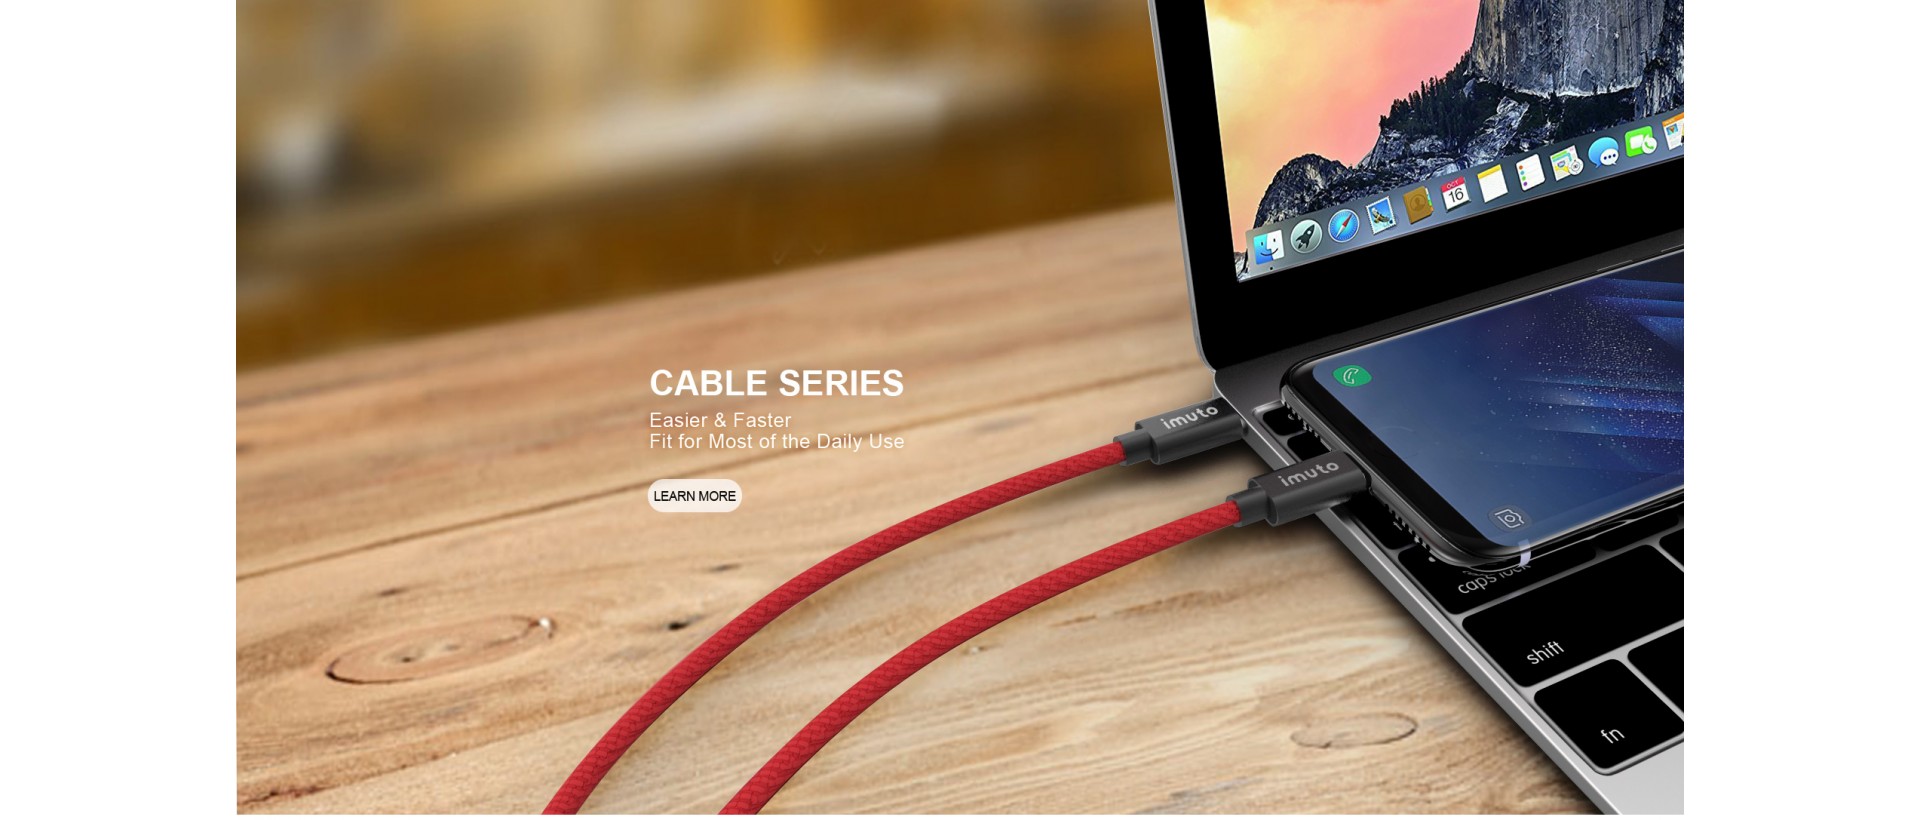 CABLE SERIES
Easier & Faster
Fit for Most of the Daily Use
LEARN MORE
imuto
imuto
OCT
16
caps lock
shift
fn